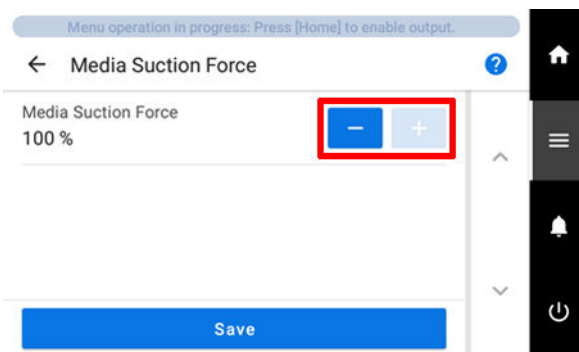 Menu operation in progress: Press [Home] to enable output.
Media Suction Force
Media Suction Force
100 %
Save